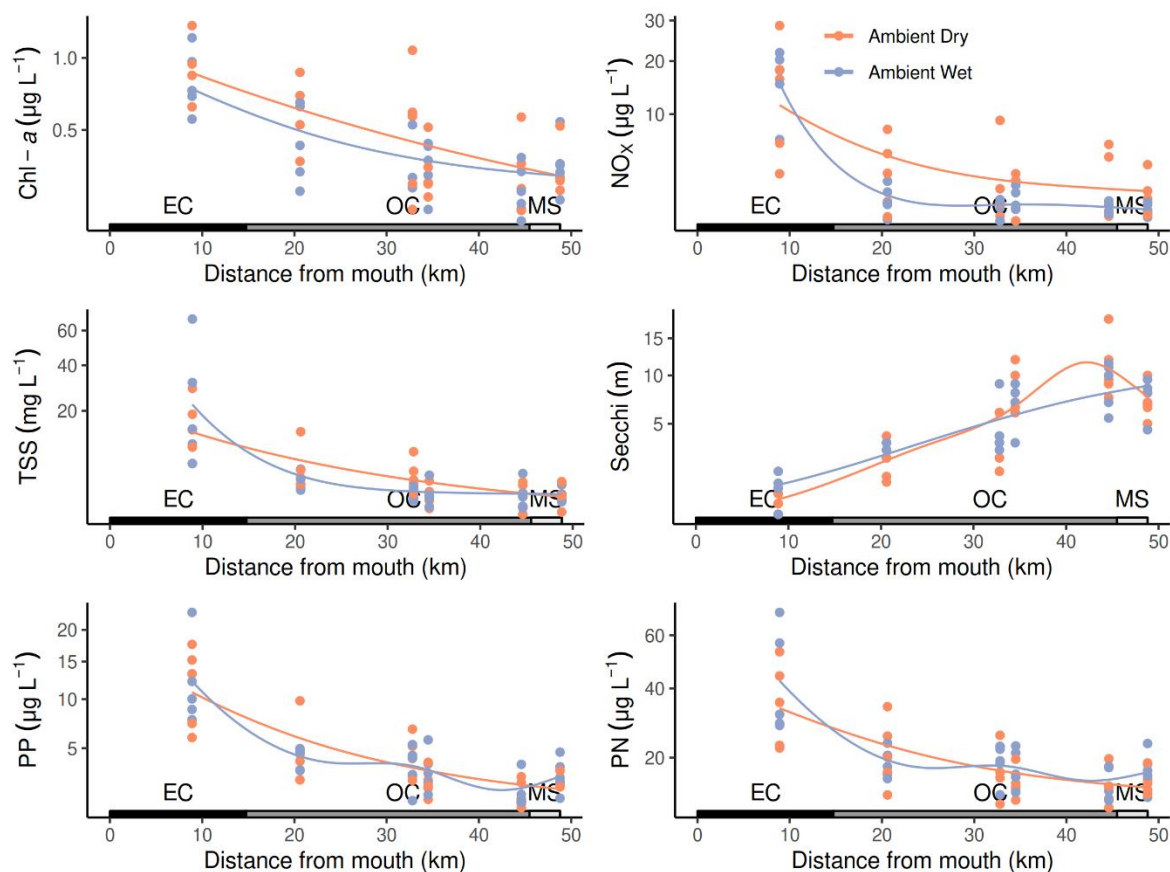 Chl − a (µg L⁻¹)
1.0
0.5
EC OC MS
0 10 20 30 40 50
Distance from mouth (km)
NOX (µg L⁻¹)
30
20
10
Ambient Dry
Ambient Wet
EC OC MS
0 10 20 30 40 50
Distance from mouth (km)
TSS (mg L⁻¹)
60
40
20
EC OC MS
0 10 20 30 40 50
Distance from mouth (km)
Secchi (m)
15
10
5
EC OC MS
0 10 20 30 40 50
Distance from mouth (km)
PP (µg L⁻¹)
20
15
10
5
EC OC MS
0 10 20 30 40 50
Distance from mouth (km)
PN (µg L⁻¹)
60
40
20
EC OC MS
0 10 20 30 40 50
Distance from mouth (km)